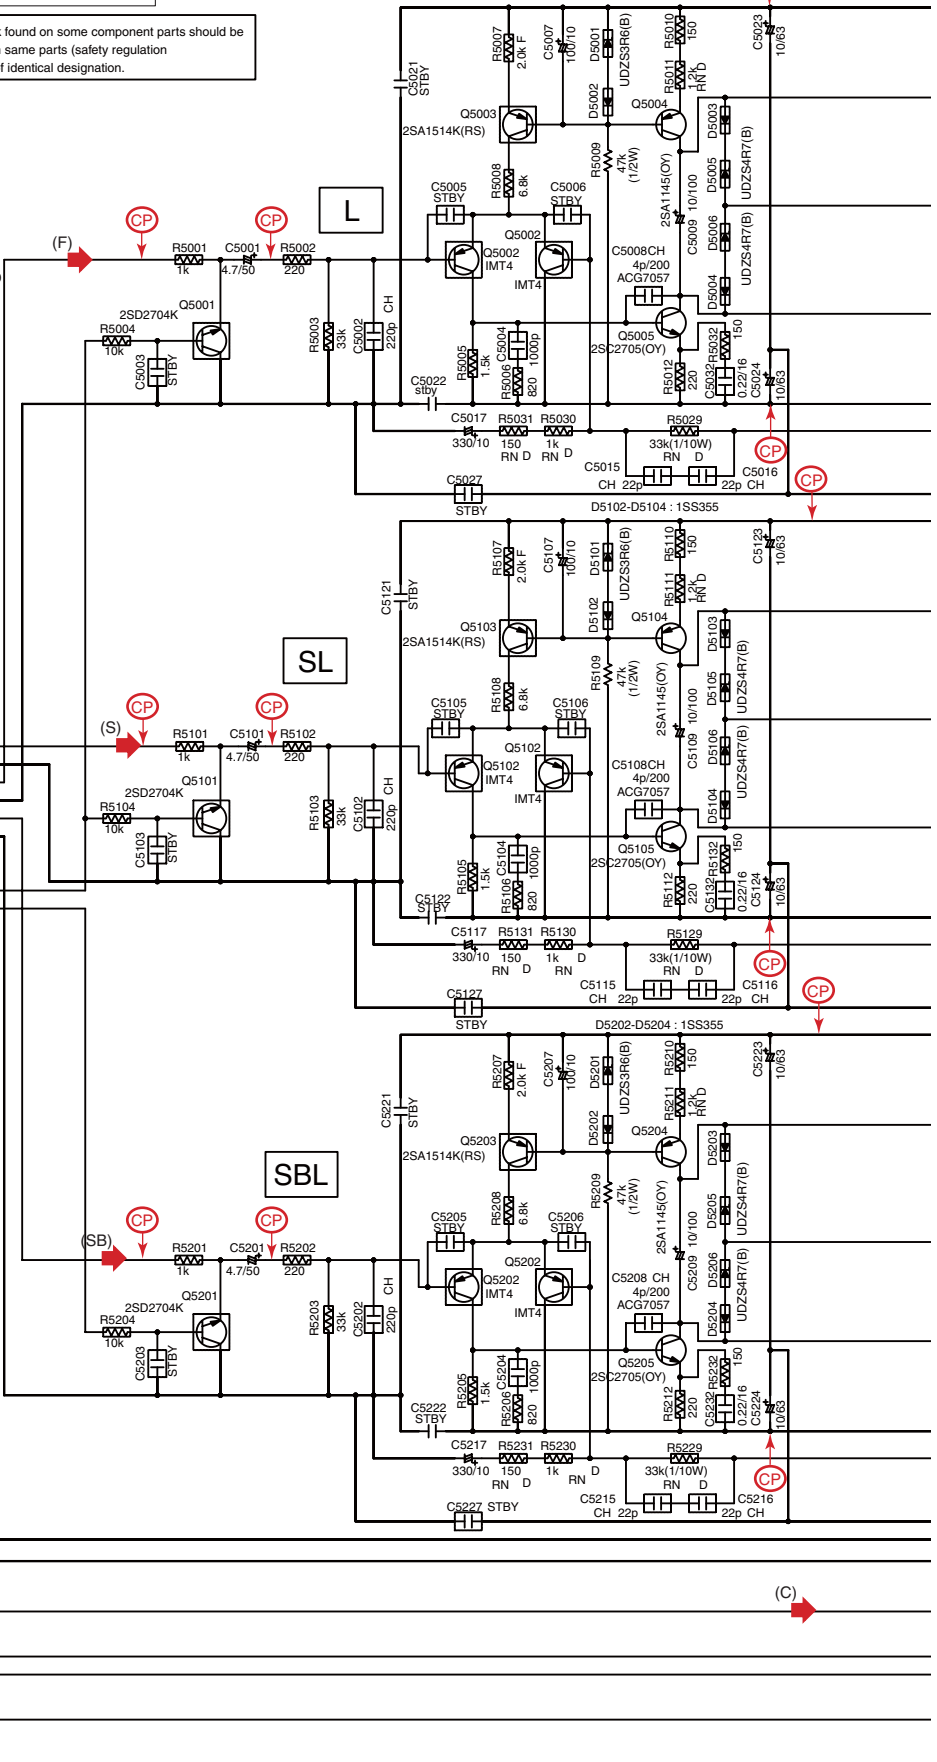 k found on some component parts should be
n same parts (safety regulation
of identical designation.
R5007
2.0k F
C5007
100/10
D5001
UDZS3R6(B)
R5010
150
C5023
10/63
C5021
STBY
D5002
R5011
1.2k
RN D
Q5003
2SA1514K(RS)
Q5004
D5003
R5009
47k
(1/2W)
R5008
6.8k
D5005
UDZS4R7(B)
L
C5005
STBY
C5006
STBY
2SA1145(OY)
C5009 10/100
D5006
UDZS4R7(B)
CP
CP
(F)
R5001
1k
C5001
4.7/50
R5002
220
Q5002
IMT4
Q5002
IMT4
C5008CH
4p/200
ACG7057
D5004
Q5001
2SD2704K
R5004
10k
C5003
STBY
R5003
33k
C5002
220p
CH
R5005
1.5k
C5004
1000p
R5006
820
Q5005
2SC2705(OY)
R5012
220
R5032
150
C5032
0.22/16
C5024
10/63
C5022
stby
C5017
330/10
R5031
150
RN D
R5030
1k
RN D
R5029
33k(1/10W)
RN D
CP
C5015
CH 22p
C5016
22p CH
CP
C5027
STBY
D5102-D5104 : 1SS355
R5107
2.0k F
C5107
100/10
D5101
UDZS3R6(B)
R5110
150
C5123
10/63
C5121
STBY
D5102
R5111
1.2k
RN D
Q5103
2SA1514K(RS)
Q5104
D5103
SL
R5109
47k
(1/2W)
R5108
6.8k
D5105
UDZS4R7(B)
C5105
STBY
C5106
STBY
2SA1145(OY)
C5109 10/100
D5106
UDZS4R7(B)
CP
CP
(S)
R5101
1k
C5101
4.7/50
R5102
220
Q5102
IMT4
Q5102
IMT4
C5108CH
4p/200
ACG7057
D5104
Q5101
2SD2704K
R5104
10k
C5103
STBY
R5103
33k
C5102
220p
CH
R5105
1.5k
C5104
1000p
R5106
820
Q5105
2SC2705(OY)
R5112
220
R5132
150
C5132
0.22/16
C5124
10/63
C5122
STBY
C5117
330/10
R5131
150
RN D
R5130
1k D
RN
R5129
33k(1/10W)
RN D
CP
C5115
CH 22p
C5116
22p CH
CP
C5127
STBY
D5202-D5204 : 1SS355
R5207
2.0k F
C5207
100/10
D5201
UDZS3R6(B)
R5210
150
C5223
10/63
C5221
STBY
D5202
R5211
1.2k
RN D
Q5203
2SA1514K(RS)
Q5204
D5203
SBL
R5209
47k
(1/2W)
R5208
6.8k
D5205
UDZS4R7(B)
C5205
STBY
C5206
STBY
2SA1145(OY)
C5209 10/100
D5206
UDZS4R7(B)
CP
CP
(SB)
R5201
1k
C5201
4.7/50
R5202
220
Q5202
IMT4
Q5202
IMT4
C5208 CH
4p/200
ACG7057
D5204
Q5201
2SD2704K
R5204
10k
C5203
STBY
R5203
33k
C5202
220p
CH
R5205
1.5k
C5204
1000p
R5206
820
Q5205
2SC2705(OY)
R5212
220
R5232
150
C5232
0.22/16
C5224
10/63
C5222
STBY
C5217
330/10
R5231
150
RN D
R5230
1k D
RN
R5229
33k(1/10W)
RN D
CP
C5215
CH 22p
C5216
22p CH
C5227 STBY
(C)